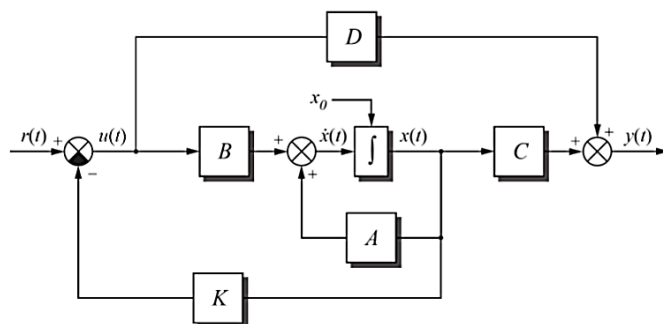 D
x₀
r(t) + u(t) B + ẋ(t) ∫ x(t) C + + y(t)
− +
A
K